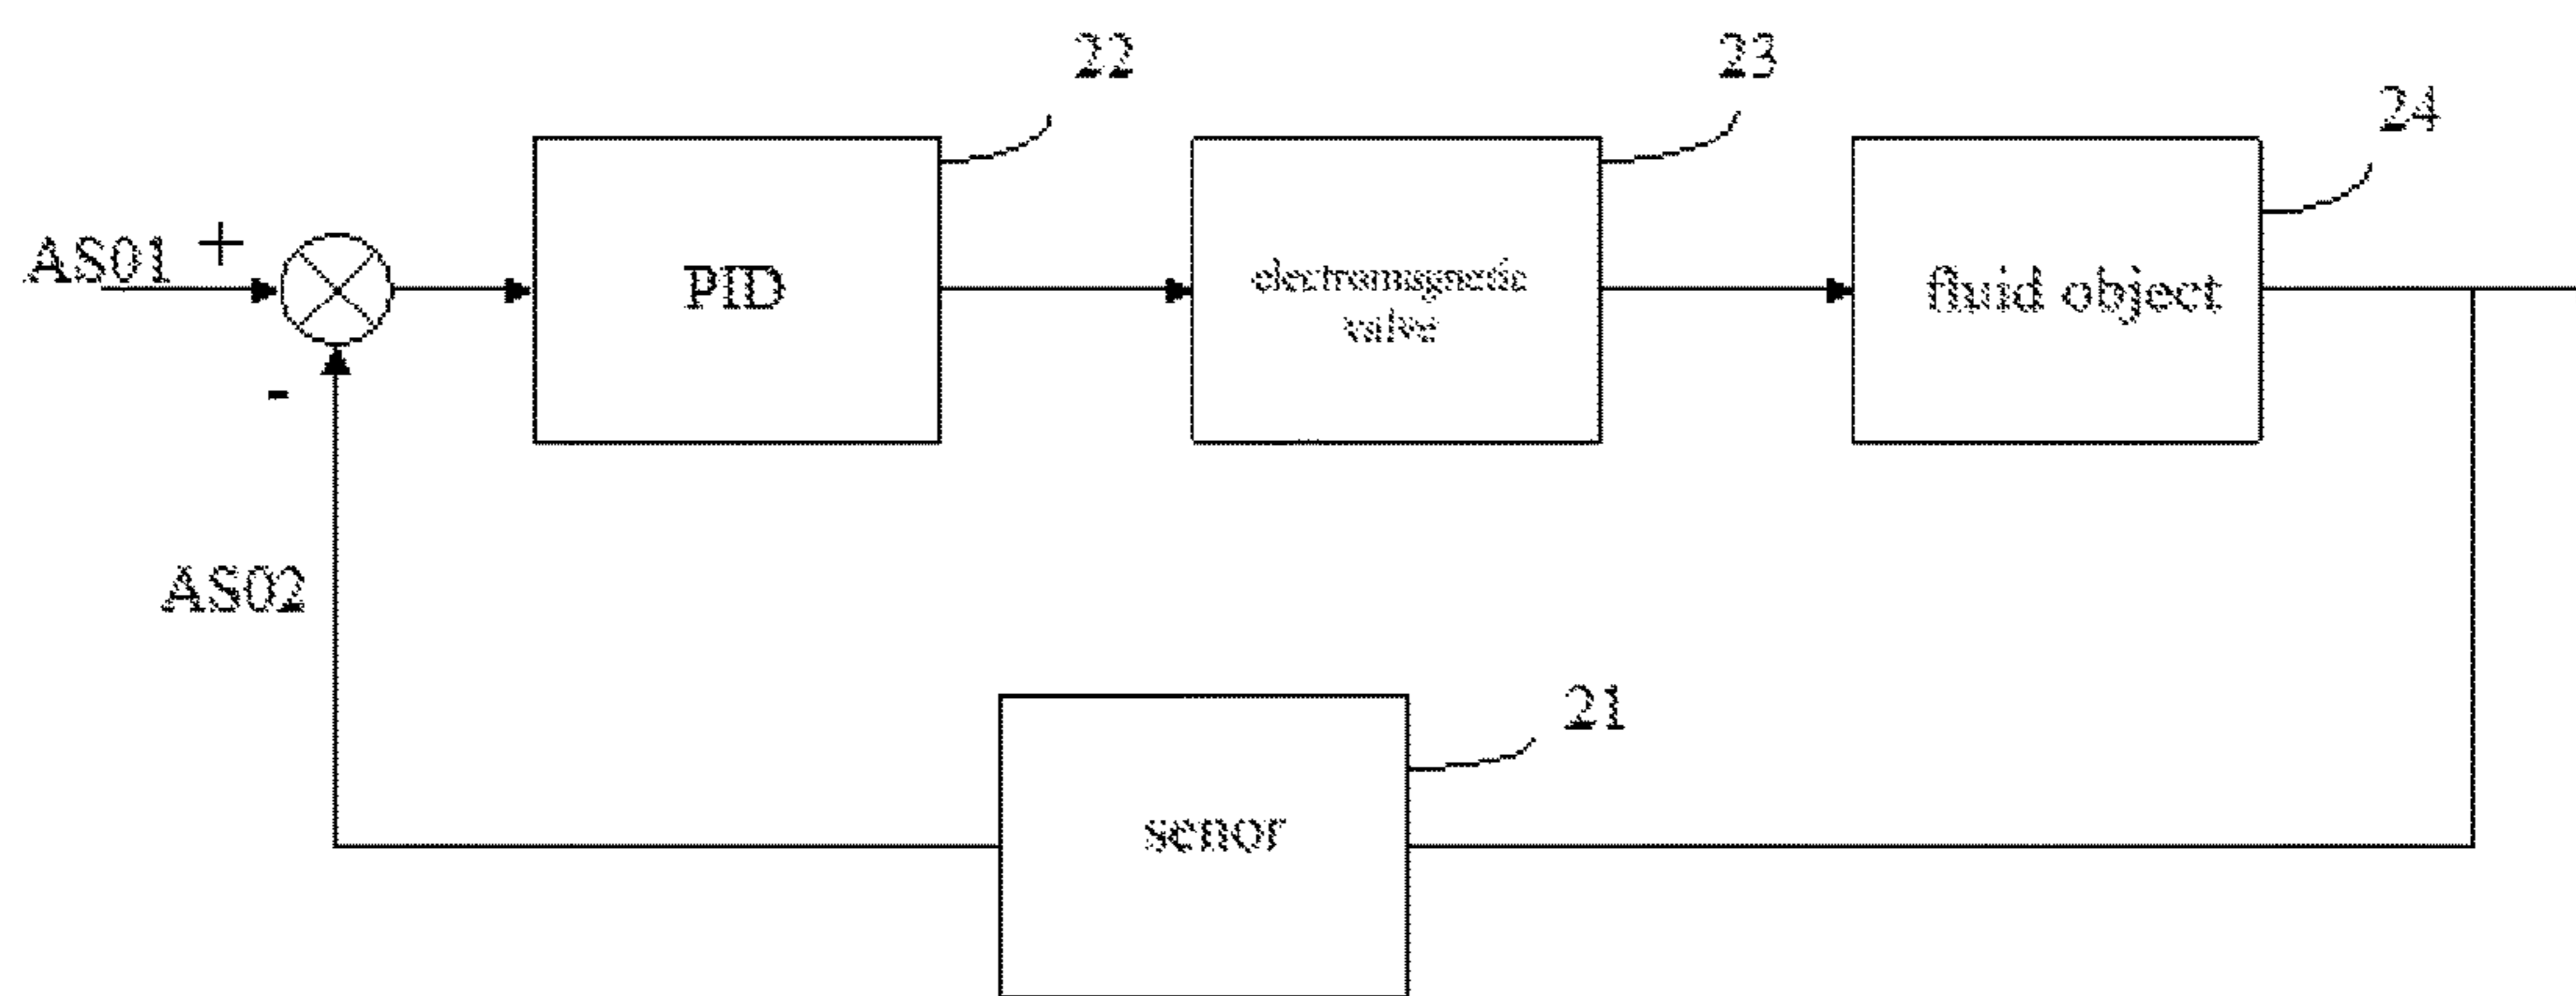 22
23
24
AS01 +
PID
electromagnetic
valve
fluid object
-
AS02
21
senor